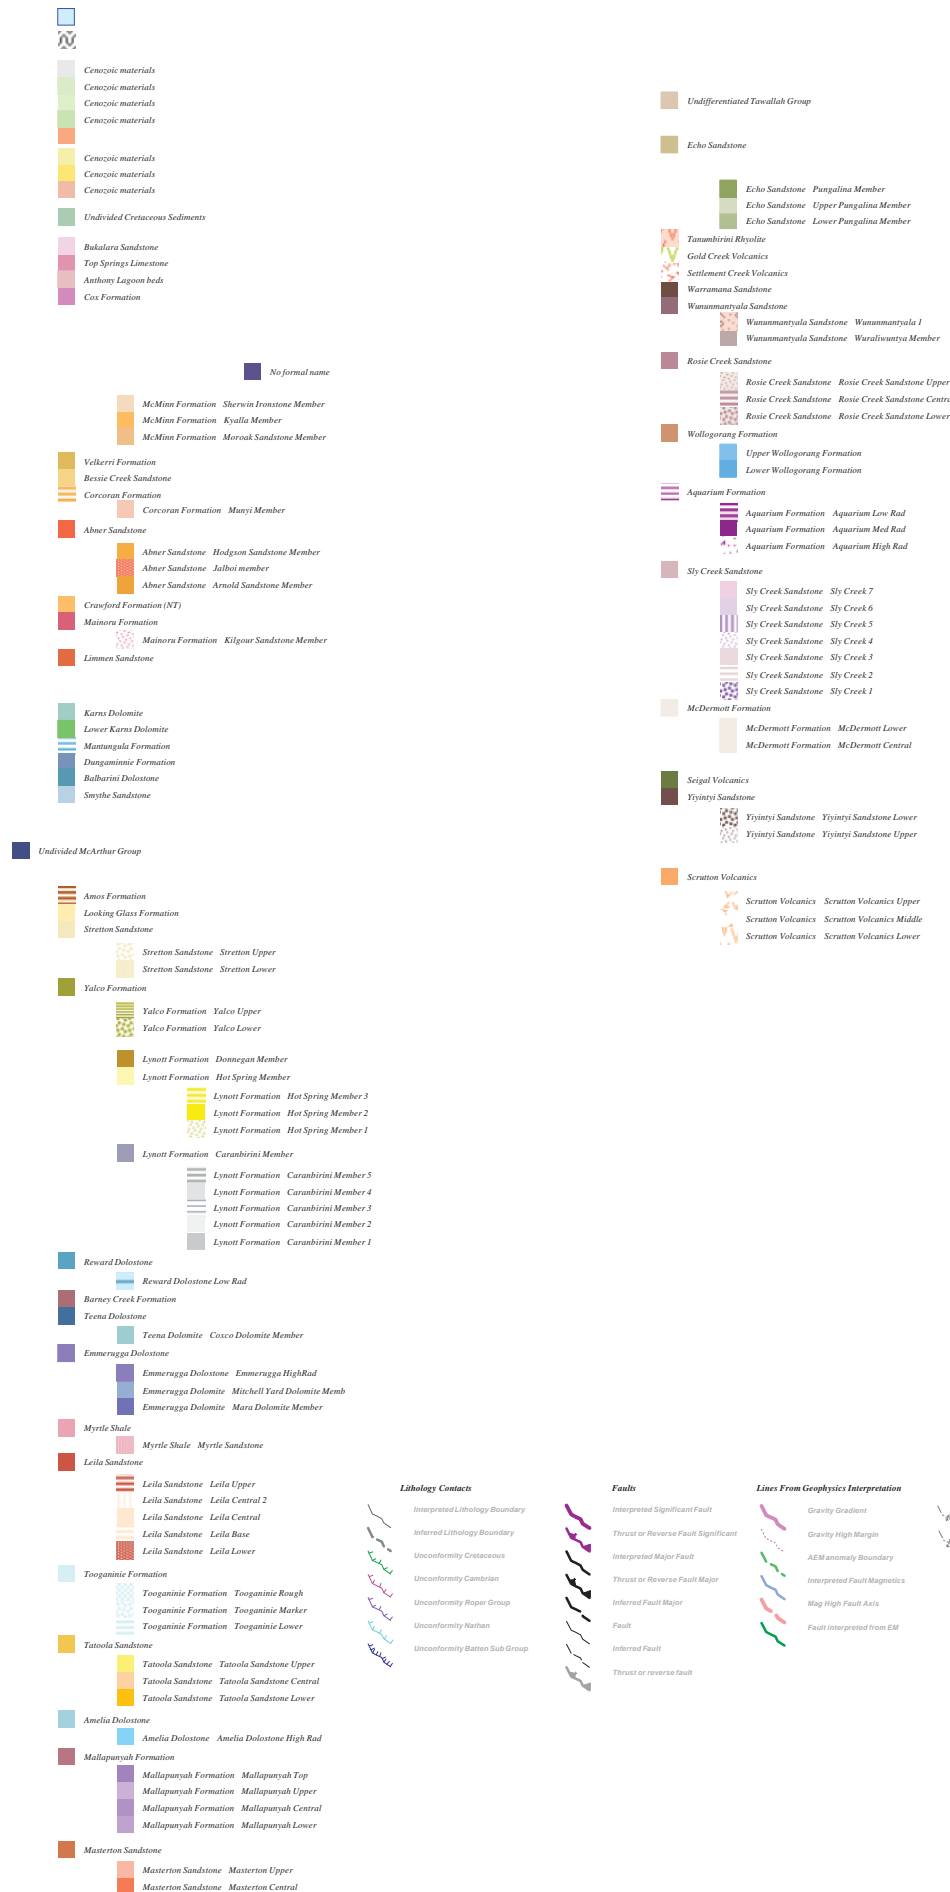 Cenozoic materials
Cenozoic materials
Cenozoic materials
Cenozoic materials
Cenozoic materials
Cenozoic materials
Cenozoic materials
Undivided Cretaceous Sediments
Bukalara Sandstone
Top Springs Limestone
Anthony Lagoon beds
Cox Formation
No formal name
McMinn Formation Sherwin Ironstone Member
McMinn Formation Kyalla Member
McMinn Formation Moroak Sandstone Member
Velkerri Formation
Bessie Creek Sandstone
Corcoran Formation
Corcoran Formation Munyi Member
Abner Sandstone
Abner Sandstone Hodgson Sandstone Member
Abner Sandstone Jalboi member
Abner Sandstone Arnold Sandstone Member
Crawford Formation (NT)
Mainoru Formation
Mainoru Formation Kilgour Sandstone Member
Limmen Sandstone
Karns Dolomite
Lower Karns Dolomite
Mantungula Formation
Dungaminnie Formation
Balbarini Dolostone
Smythe Sandstone
Undivided McArthur Group
Amos Formation
Looking Glass Formation
Stretton Sandstone
Stretton Sandstone Stretton Upper
Stretton Sandstone Stretton Lower
Yalco Formation
Yalco Formation Yalco Upper
Yalco Formation Yalco Lower
Lynott Formation Donnegan Member
Lynott Formation Hot Spring Member
Lynott Formation Hot Spring Member 3
Lynott Formation Hot Spring Member 2
Lynott Formation Hot Spring Member 1
Lynott Formation Caranbirini Member
Lynott Formation Caranbirini Member 5
Lynott Formation Caranbirini Member 4
Lynott Formation Caranbirini Member 3
Lynott Formation Caranbirini Member 2
Lynott Formation Caranbirini Member 1
Reward Dolostone
Reward Dolostone Low Rad
Barney Creek Formation
Teena Dolostone
Teena Dolomite Coxco Dolomite Member
Emmerugga Dolostone
Emmerugga Dolostone Emmerugga HighRad
Emmerugga Dolomite Mitchell Yard Dolomite Memb
Emmerugga Dolomite Mara Dolomite Member
Myrtle Shale
Myrtle Shale Myrtle Sandstone
Leila Sandstone
Leila Sandstone Leila Upper
Leila Sandstone Leila Central 2
Leila Sandstone Leila Central
Leila Sandstone Leila Base
Leila Sandstone Leila Lower
Tooganinie Formation
Tooganinie Formation Tooganinie Rough
Tooganinie Formation Tooganinie Marker
Tooganinie Formation Tooganinie Lower
Tatoola Sandstone
Tatoola Sandstone Tatoola Sandstone Upper
Tatoola Sandstone Tatoola Sandstone Central
Tatoola Sandstone Tatoola Sandstone Lower
Amelia Dolostone
Amelia Dolostone Amelia Dolostone High Rad
Mallapunyah Formation
Mallapunyah Formation Mallapunyah Top
Mallapunyah Formation Mallapunyah Upper
Mallapunyah Formation Mallapunyah Central
Mallapunyah Formation Mallapunyah Lower
Masterton Sandstone
Masterton Sandstone Masterton Upper
Masterton Sandstone Masterton Central
Undifferentiated Tawallah Group
Echo Sandstone
Echo Sandstone Pungalina Member
Echo Sandstone Upper Pungalina Member
Echo Sandstone Lower Pungalina Member
Tanumbirini Rhyolite
Gold Creek Volcanics
Settlement Creek Volcanics
Warramana Sandstone
Wununmantyala Sandstone
Wununmantyala Sandstone Wununmantyala 1
Wununmantyala Sandstone Wuraliwuntya Member
Rosie Creek Sandstone
Rosie Creek Sandstone Rosie Creek Sandstone Upper
Rosie Creek Sandstone Rosie Creek Sandstone Centra
Rosie Creek Sandstone Rosie Creek Sandstone Lower
Wollogorang Formation
Upper Wollogorang Formation
Lower Wollogorang Formation
Aquarium Formation
Aquarium Formation Aquarium Low Rad
Aquarium Formation Aquarium Med Rad
Aquarium Formation Aquarium High Rad
Sly Creek Sandstone
Sly Creek Sandstone Sly Creek 7
Sly Creek Sandstone Sly Creek 6
Sly Creek Sandstone Sly Creek 5
Sly Creek Sandstone Sly Creek 4
Sly Creek Sandstone Sly Creek 3
Sly Creek Sandstone Sly Creek 2
Sly Creek Sandstone Sly Creek 1
McDermott Formation
McDermott Formation McDermott Lower
McDermott Formation McDermott Central
Seigal Volcanics
Yiyintyi Sandstone
Yiyintyi Sandstone Yiyintyi Sandstone Lower
Yiyintyi Sandstone Yiyintyi Sandstone Upper
Scrutton Volcanics
Scrutton Volcanics Scrutton Volcanics Upper
Scrutton Volcanics Scrutton Volcanics Middle
Scrutton Volcanics Scrutton Volcanics Lower
Lithology Contacts
Interpreted Lithology Boundary
Inferred Lithology Boundary
Unconformity Cretaceous
Unconformity Cambrian
Unconformity Roper Group
Unconformity Nathan
Unconformity Batten Sub Group
Faults
Interpreted Significant Fault
Thrust or Reverse Fault Significant
Interpreted Major Fault
Thrust or Reverse Fault Major
Inferred Fault Major
Fault
Inferred Fault
Thrust or reverse fault
Lines From Geophysics Interpretation
Gravity Gradient
Gravity High Margin
AEM anomaly Boundary
Interpreted Fault Magnetics
Mag High Fault Axis
Fault interpreted from EM